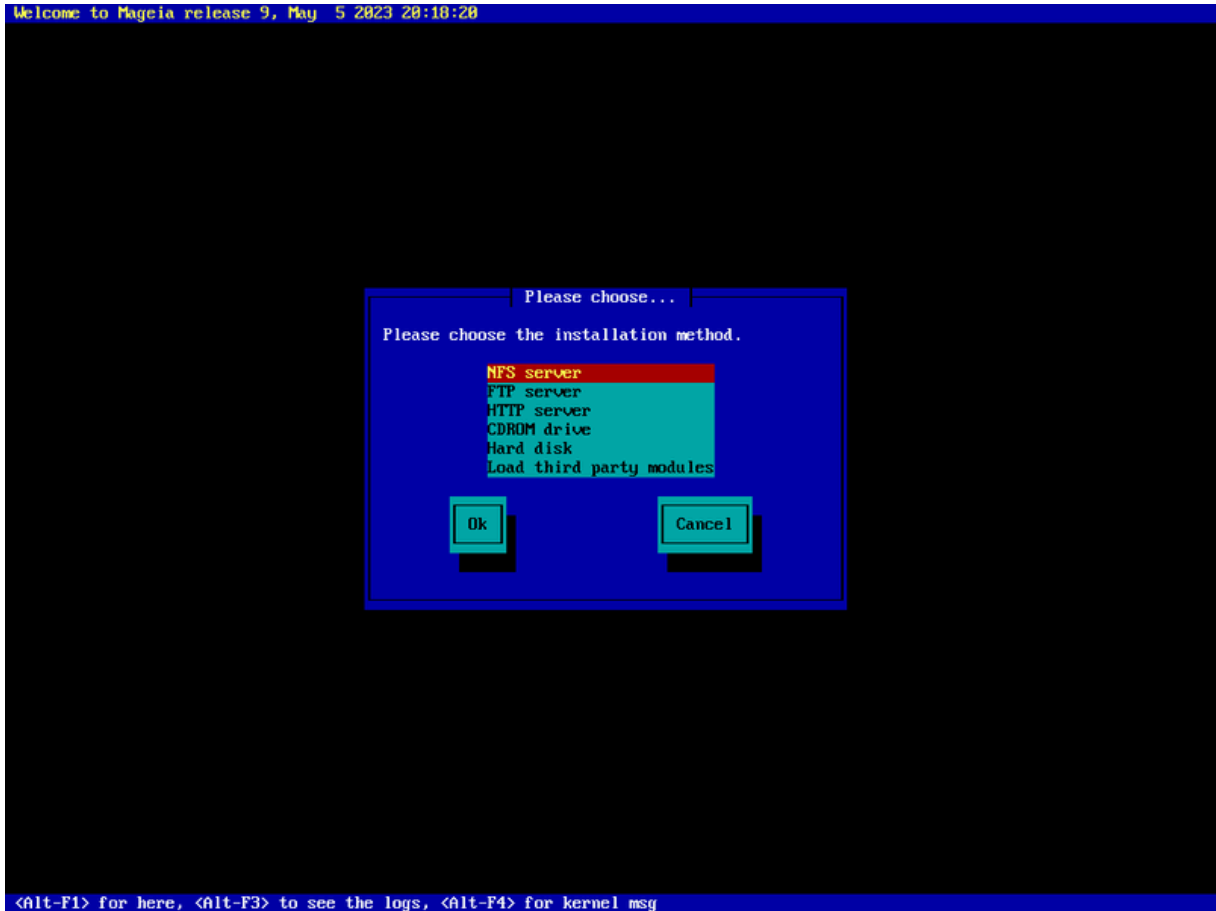 Welcome to Mageia release 9, May  5 2023 20:18:20
Please choose...
Please choose the installation method.
NFS server
FTP server
HTTP server
CDROM drive
Hard disk
Load third party modules
Ok
Cancel
<Alt-F1> for here, <Alt-F3> to see the logs, <Alt-F4> for kernel msg